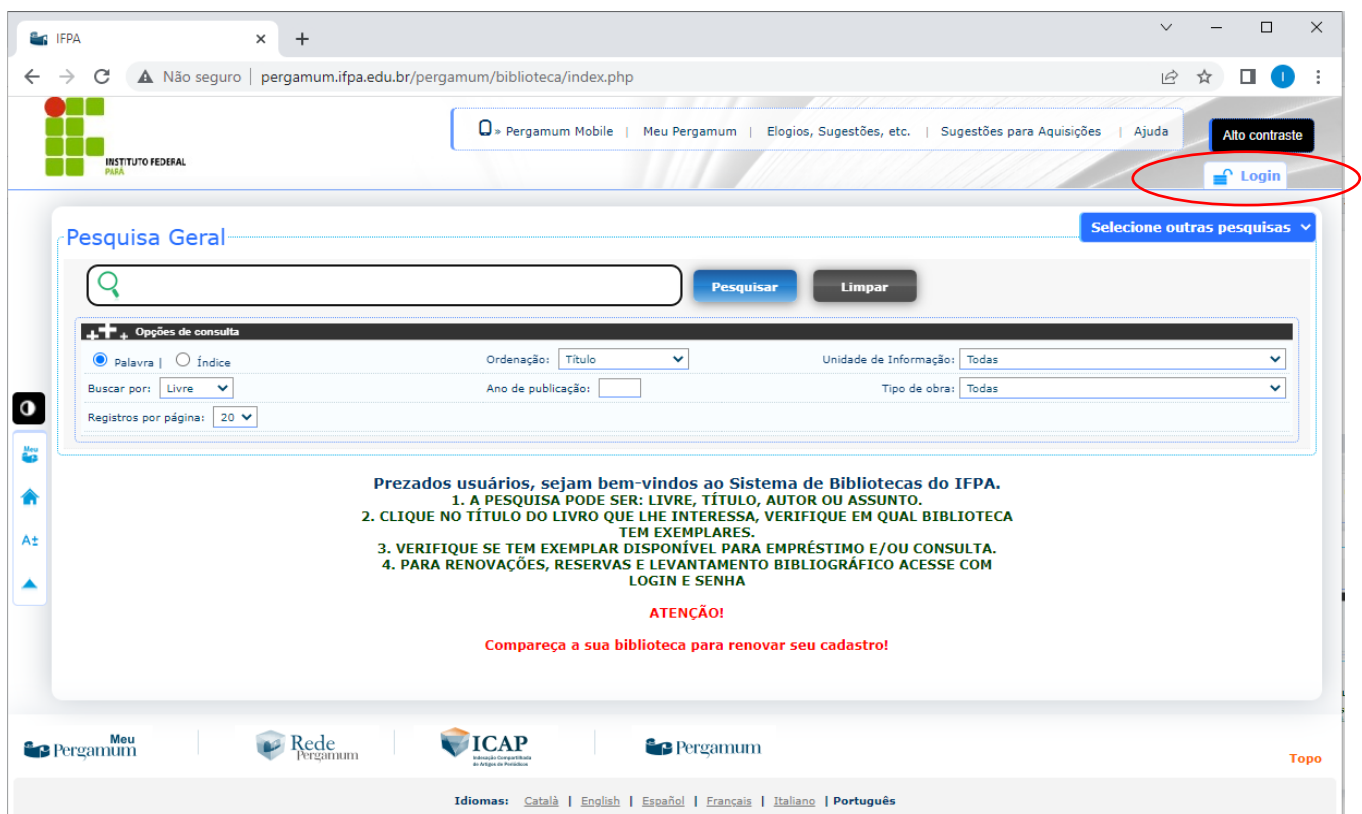 IFPA
Não seguro | pergamum.ifpa.edu.br/pergamum/biblioteca/index.php
I
INSTITUTO FEDERAL
PARÁ
» Pergamum Mobile | Meu Pergamum | Elogios, Sugestões, etc. | Sugestões para Aquisições | Ajuda
Alto contraste
Login
Selecione outras pesquisas
Pesquisa Geral
Pesquisar
Limpar
Opções de consulta
Palavra | Índice
Ordenação: Título
Unidade de Informação: Todas
Buscar por: Livre
Ano de publicação:
Tipo de obra: Todas
Registros por página: 20
Meu
A±
Prezados usuários, sejam bem-vindos ao Sistema de Bibliotecas do IFPA.
1. A PESQUISA PODE SER: LIVRE, TÍTULO, AUTOR OU ASSUNTO.
2. CLIQUE NO TÍTULO DO LIVRO QUE LHE INTERESSA, VERIFIQUE EM QUAL BIBLIOTECA
TEM EXEMPLARES.
3. VERIFIQUE SE TEM EXEMPLAR DISPONÍVEL PARA EMPRÉSTIMO E/OU CONSULTA.
4. PARA RENOVAÇÕES, RESERVAS E LEVANTAMENTO BIBLIOGRÁFICO ACESSE COM
LOGIN E SENHA
ATENÇÃO!
Compareça a sua biblioteca para renovar seu cadastro!
Meu
Pergamum
Rede
Pergamum
ICAP
Indexação Compartilhada
de Artigos de Periódicos
Pergamum
Topo
Idiomas: Català | English | Español | Français | Italiano | Português